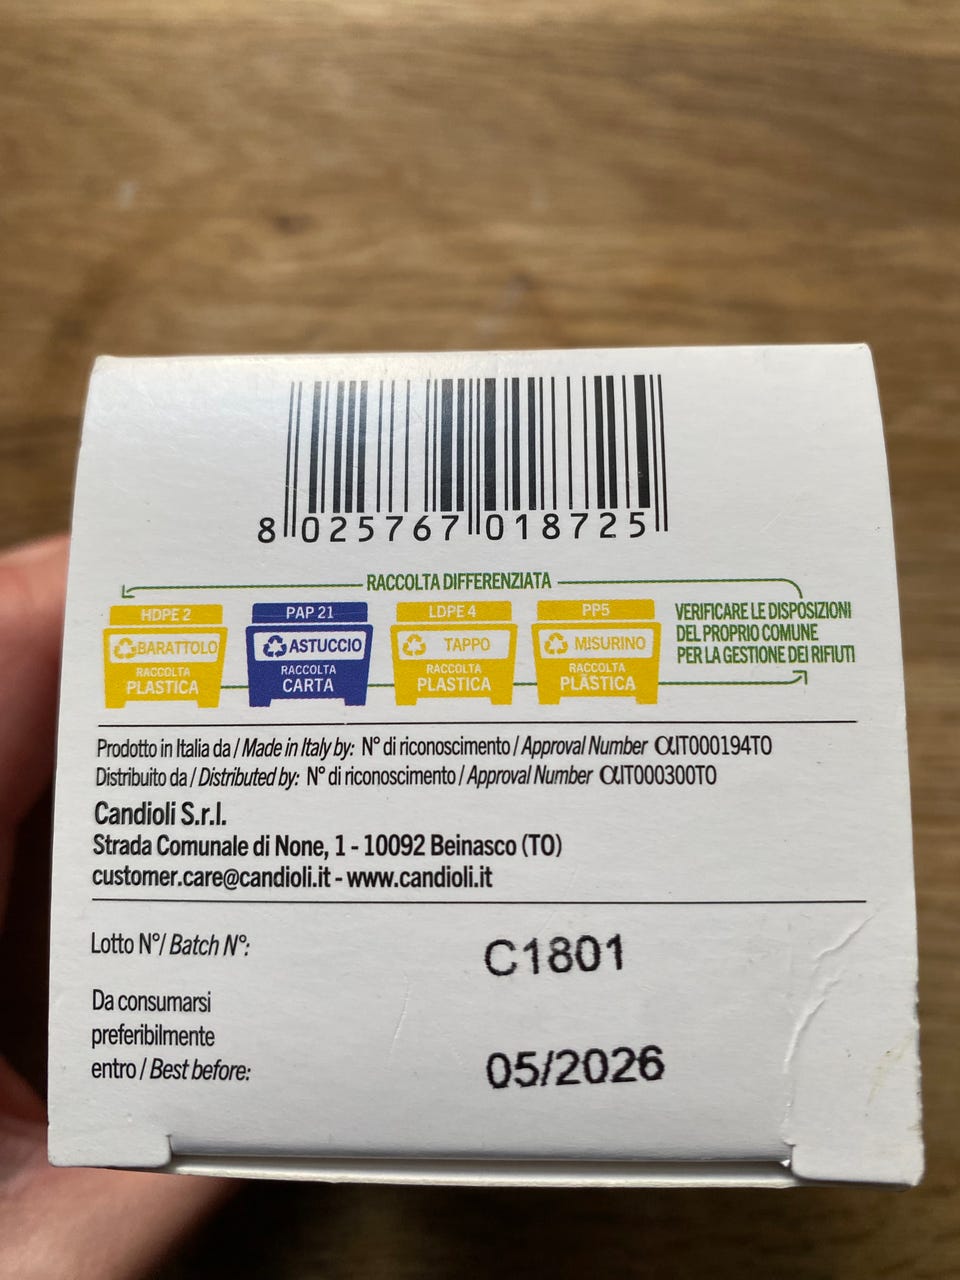 8 025767 018725
RACCOLTA DIFFERENZIATA
HDPE 2
BARATTOLO
RACCOLTA
PLASTICA
PAP 21
ASTUCCIO
RACCOLTA
CARTA
LDPE 4
TAPPO
RACCOLTA
PLASTICA
PP5
MISURINO
RACCOLTA
PLASTICA
VERIFICARE LE DISPOSIZIONI
DEL PROPRIO COMUNE
PER LA GESTIONE DEI RIFIUTI
Prodotto in Italia da / Made in Italy by: N° di riconoscimento / Approval Number αIT000194TO
Distribuito da / Distributed by: N° di riconoscimento / Approval Number αIT000300TO
Candioli S.r.l.
Strada Comunale di None, 1 - 10092 Beinasco (TO)
customer.care@candioli.it - www.candioli.it
Lotto N°/ Batch N°: C1801
Da consumarsi
preferibilmente
entro / Best before: 05/2026